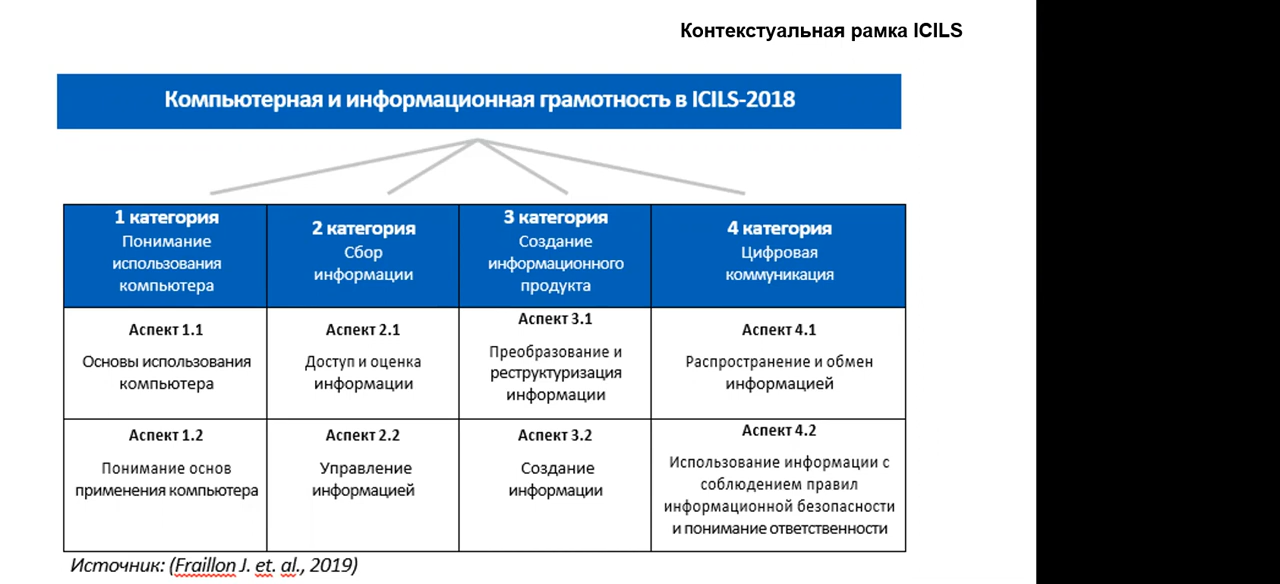 Контекстуальная рамка ICILS
Компьютерная и информационная грамотность в ICILS-2018
1 категория
Понимание
использования
компьютера
2 категория
Сбор
информации
3 категория
Создание
информационного
продукта
4 категория
Цифровая
коммуникация
Аспект 1.1
Основы использования
компьютера
Аспект 2.1
Доступ и оценка
информации
Аспект 3.1
Преобразование и
реструктуризация
информации
Аспект 4.1
Распространение и обмен
информацией
Аспект 1.2
Понимание основ
применения компьютера
Аспект 2.2
Управление
информацией
Аспект 3.2
Создание
информации
Аспект 4.2
Использование информации с
соблюдением правил
информационной безопасности
и понимание ответственности
Источник: (Fraillon J. et. al., 2019)